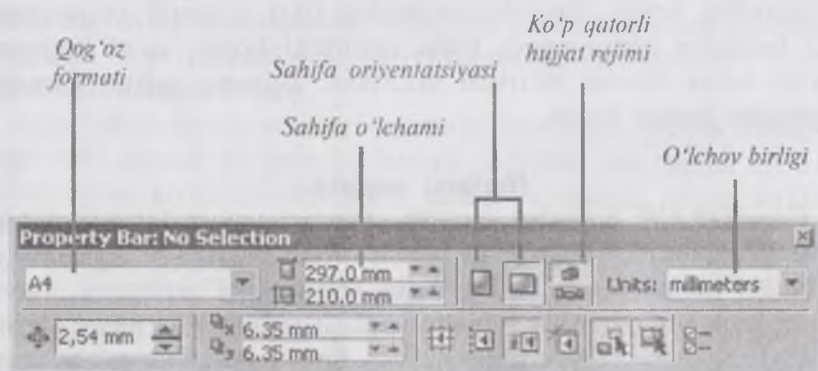 Qog‘oz
formati
Sahifa oriyentatsiyasi
Ko‘p qatorli
hujjat rejimi
Sahifa o‘lchami
O‘lchov birligi
Property Bar: No Selection
A4
297.0 mm
210.0 mm
Units: millimeters
2,54 mm
x 6.35 mm
y 6.35 mm